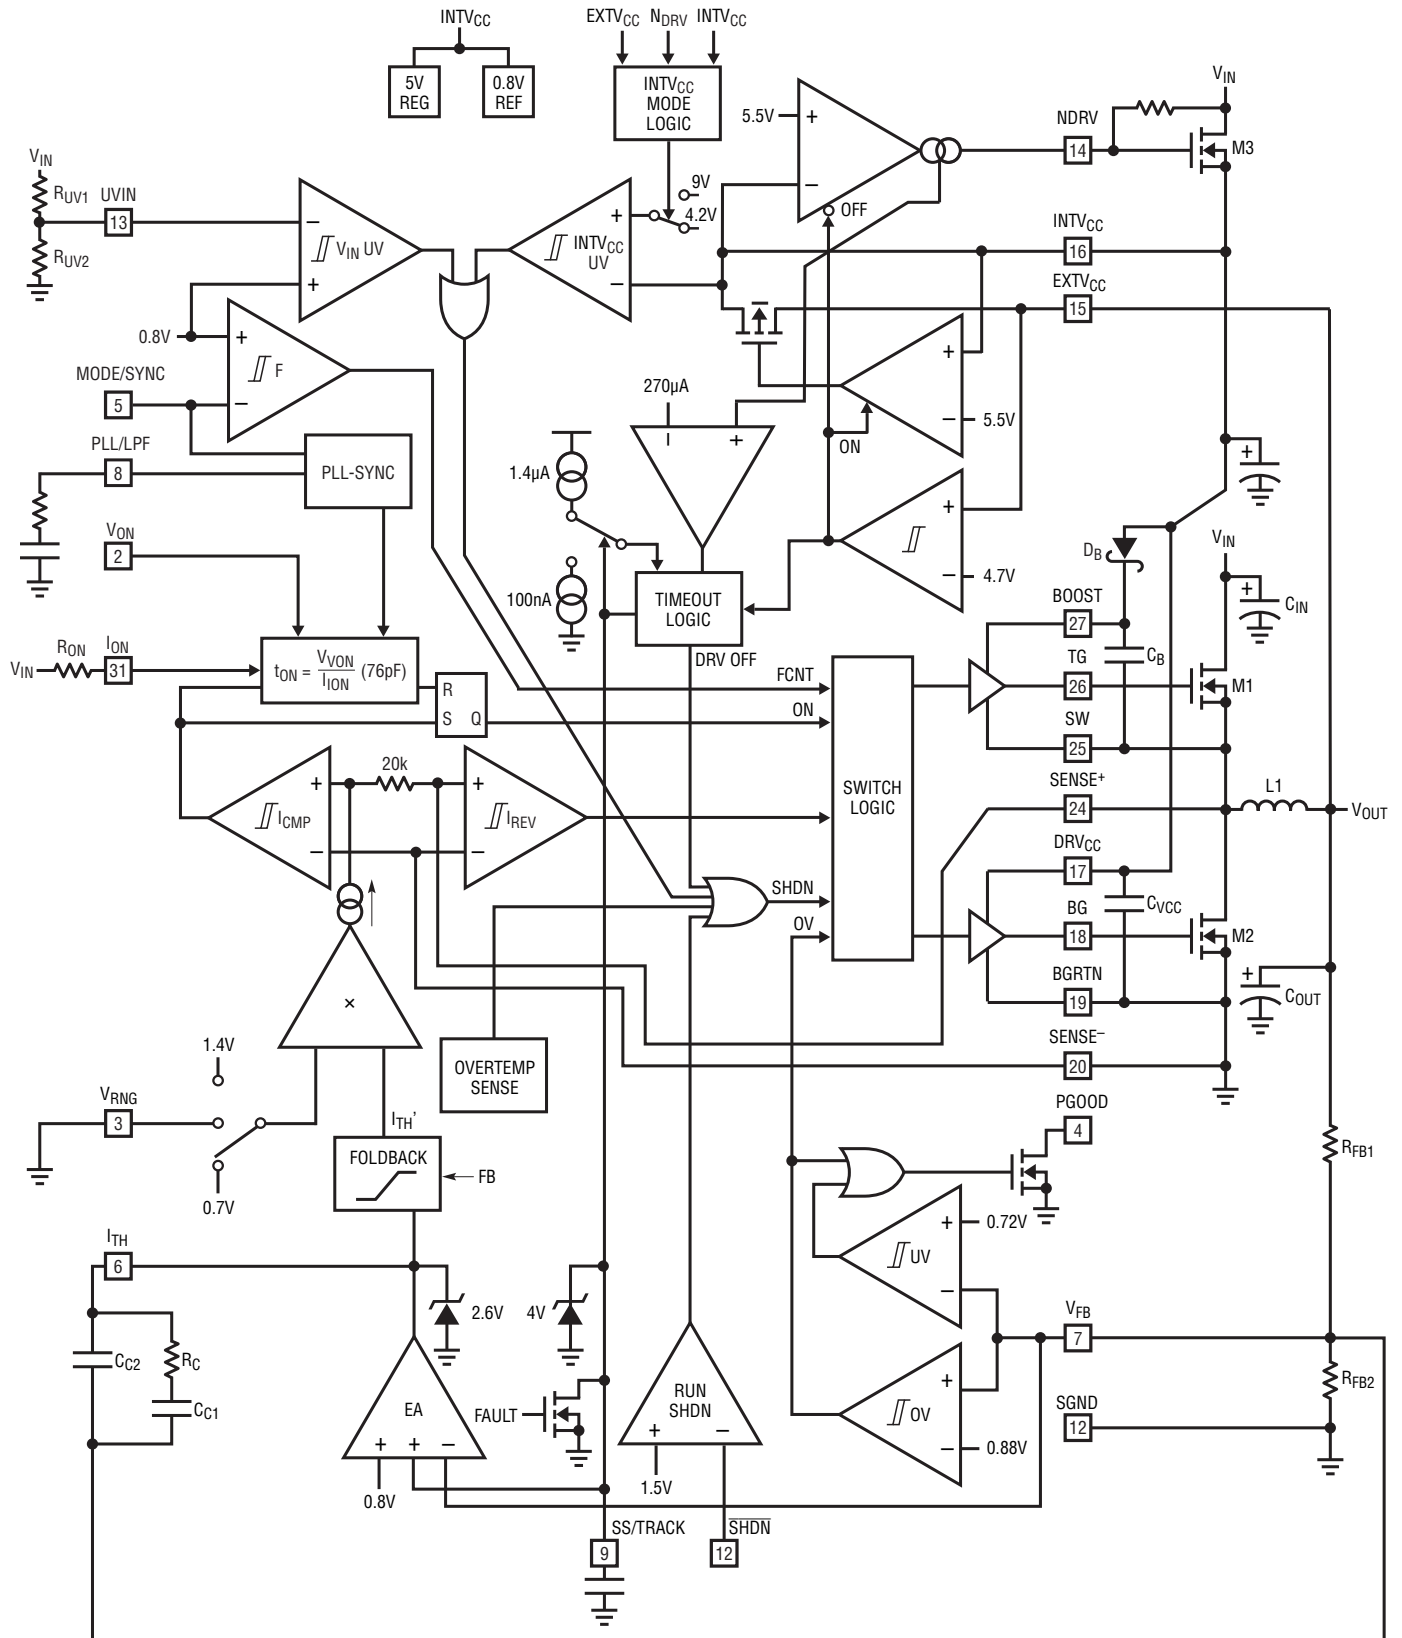 INTVCC
5V
REG
0.8V
REF
EXTVCC NDRV INTVCC
INTVCC
MODE
LOGIC
9V
4.2V
5.5V
+
−
OFF
NDRV
14
VIN
M3
VIN
RUV1
RUV2
UVIN
13
−
VIN UV
+
+
INTVCC
UV
−
INTVCC
16
EXTVCC
15
0.8V
+
F
−
MODE/SYNC
5
PLL/LPF
8
PLL-SYNC
VON
2
270µA
− +
+
− 5.5V
ON
1.4µA
100nA
TIMEOUT
LOGIC
DRV OFF
+
− 4.7V
VIN
RON
ION
31
tON = VVON
IION
(76pF)
R
S Q
FCNT
ON
SHDN
OV
SWITCH
LOGIC
+
DB
VIN
+
CIN
BOOST
27
CB
TG
26
M1
SW
25
SENSE+
24
L1
VOUT
DRVCC
17
CVCC
BG
18
M2
BGRTN
19
SENSE−
20
+
COUT
20k
+
ICMP
−
+
IREV
−
×
OVERTEMP
SENSE
1.4V
VRNG
3
0.7V
ITH'
FOLDBACK
FB
PGOOD
4
RFB1
ITH
6
CC2
RC
CC1
2.6V
4V
EA
+ + −
0.8V
FAULT
RUN
SHDN
+ −
1.5V
+ 0.72V
UV
−
+
OV
− 0.88V
VFB
7
RFB2
SGND
12
SS/TRACK
9
SHDN
12